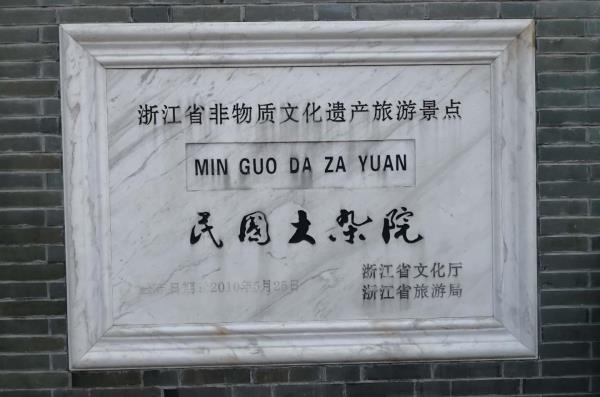 浙江省非物质文化遗产旅游景点
MIN GUO DA ZA YUAN
民国大杂院
浙江省文化厅
日期：2010年5月25日
浙江省旅游局